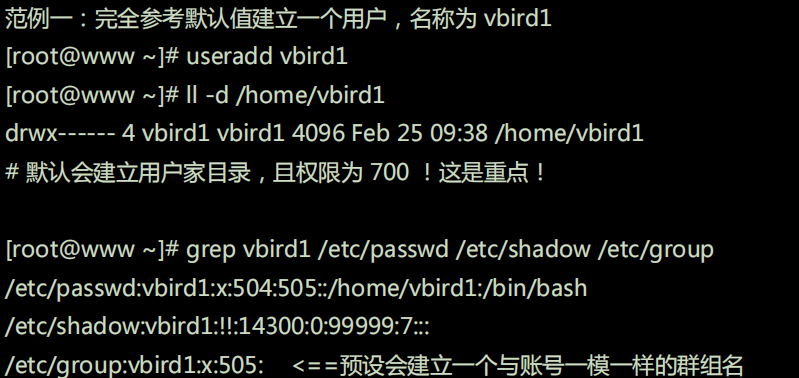 范例一：完全参考默认值建立一个用户，名称为 vbird1
[root@www ~]# useradd vbird1
[root@www ~]# ll -d /home/vbird1
drwx------ 4 vbird1 vbird1 4096 Feb 25 09:38 /home/vbird1
# 默认会建立用户家目录，且权限为 700 ！这是重点！
[root@www ~]# grep vbird1 /etc/passwd /etc/shadow /etc/group
/etc/passwd:vbird1:x:504:505::/home/vbird1:/bin/bash
/etc/shadow:vbird1:!!:14300:0:99999:7:::
/etc/group:vbird1:x:505: <==预设会建立一个与账号一模一样的群组名